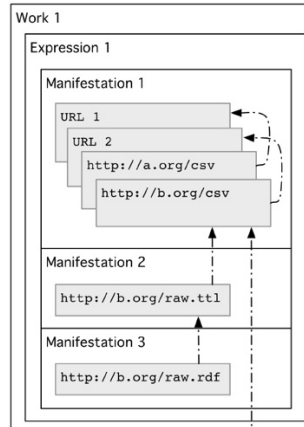 Work 1
Expression 1
Manifestation 1
URL 1
URL 2
http://a.org/csv
http://b.org/csv
Manifestation 2
http://b.org/raw.ttl
Manifestation 3
http://b.org/raw.rdf